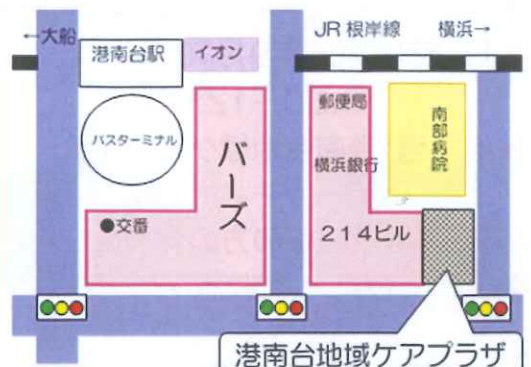 ←大船
JR 根岸線
横浜→
港南台駅
イオン
郵便局
南部病院
バスターミナル
バーズ
横浜銀行
●交番
214ビル
港南台地域ケアプラザ